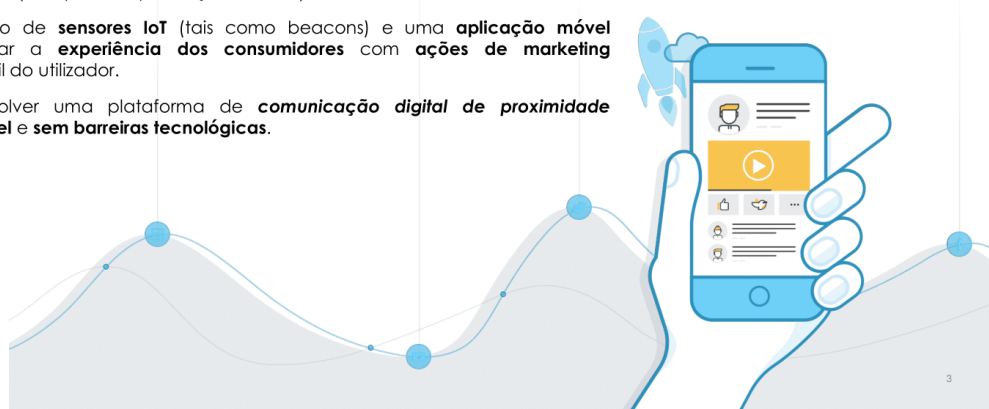 o de sensores IoT (tais como beacons) e uma aplicação móvel
ar a experiência dos consumidores com ações de marketing
il do utilizador.
olver uma plataforma de comunicação digital de proximidade
el e sem barreiras tecnológicas.
3